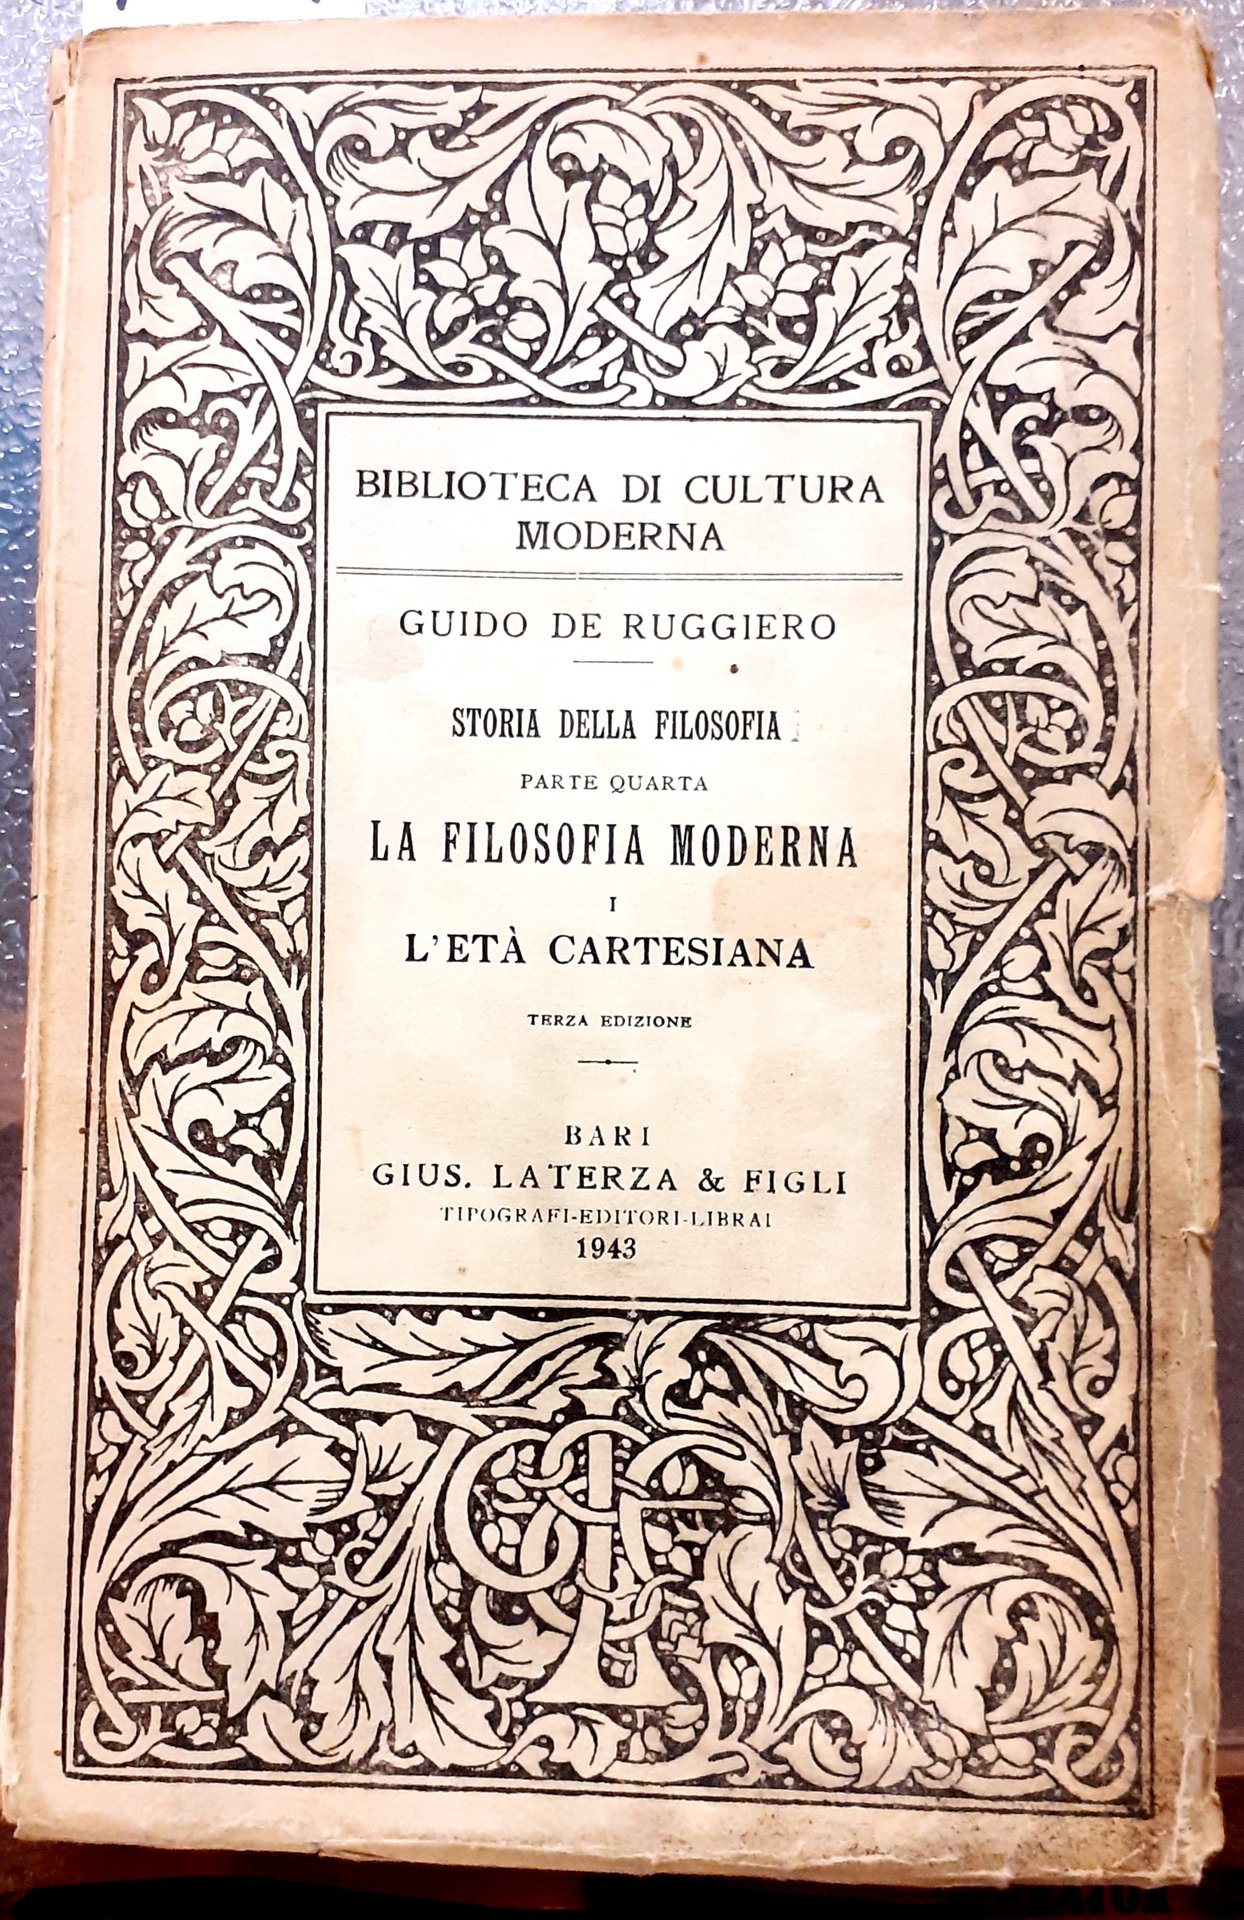 BIBLIOTECA DI CULTURA
MODERNA
GUIDO DE RUGGIERO
STORIA DELLA FILOSOFIA
PARTE QUARTA
LA FILOSOFIA MODERNA
I
L'ETÀ CARTESIANA
TERZA EDIZIONE
BARI
GIUS. LATERZA & FIGLI
TIPOGRAFI-EDITORI-LIBRAI
1943